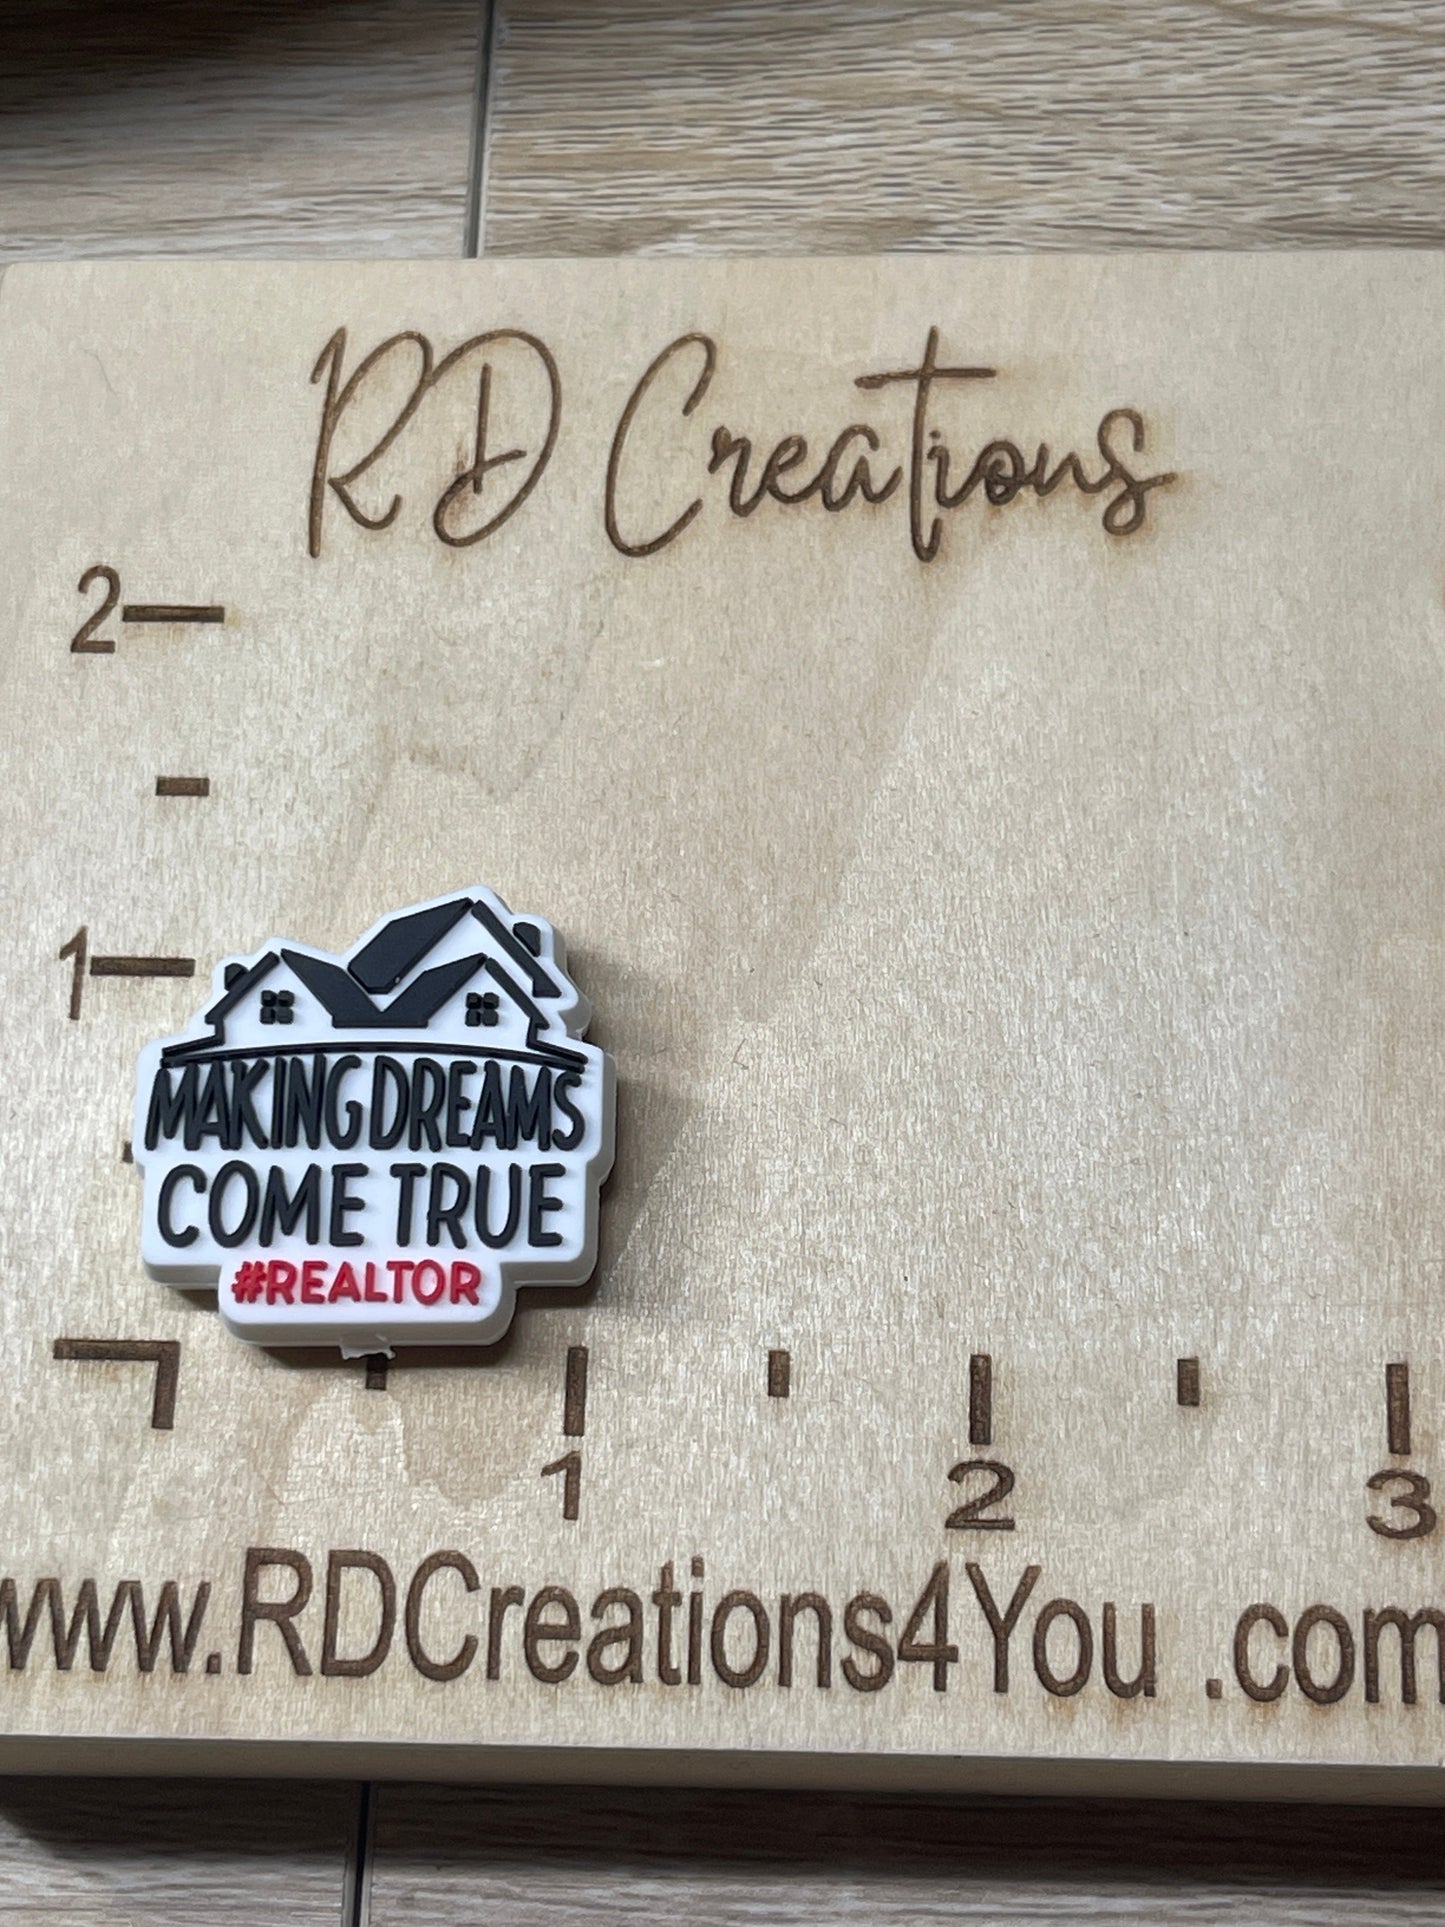 RD Creations
2
1
MAKING DREAMS
COME TRUE
#REALTOR
1 2 3
www.RDCreations4You .com